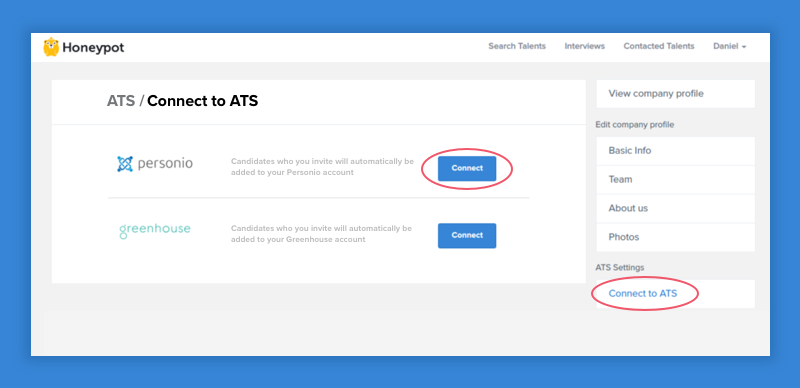 Honeypot
Search Talents Interviews Contacted Talents Daniel
ATS / Connect to ATS
personio
Candidates who you invite will automatically be
added to your Personio account
Connect
greenhouse
Candidates who you invite will automatically be
added to your Greenhouse account
Connect
View company profile
Edit company profile
Basic Info
Team
About us
Photos
ATS Settings
Connect to ATS